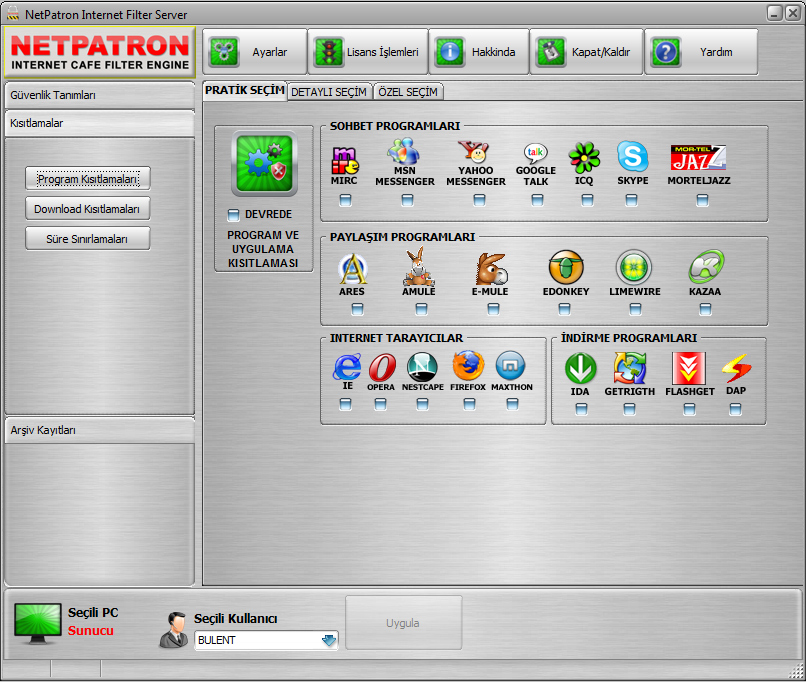 NetPatron Internet Filter Server
NETPATRON
INTERNET CAFE FILTER ENGINE
Ayarlar
Lisans İşlemleri
Hakkında
Kapat/Kaldır
Yardım
Güvenlik Tanımları
Kısıtlamalar
Program Kısıtlamaları
Download Kısıtlamaları
Süre Sınırlamaları
Arşiv Kayıtları
PRATİK SEÇİM
DETAYLI SEÇİM
ÖZEL SEÇİM
DEVREDE
PROGRAM VE
UYGULAMA
KISITLAMASI
SOHBET PROGRAMLARI
talk
MOR-TEL
JAZZ
MIRC
MSN
MESSENGER
YAHOO
MESSENGER
GOOGLE
TALK
ICQ
SKYPE
MORTELJAZZ
PAYLAŞIM PROGRAMLARI
ARES
AMULE
E-MULE
EDONKEY
LIMEWIRE
KAZAA
INTERNET TARAYICILAR
IE
OPERA
NESTCAPE
FIREFOX
MAXTHON
İNDİRME PROGRAMLARI
IDA
GETRIGTH
FLASHGET
DAP
Seçili PC
Sunucu
Seçili Kullanıcı
BULENT
Uygula